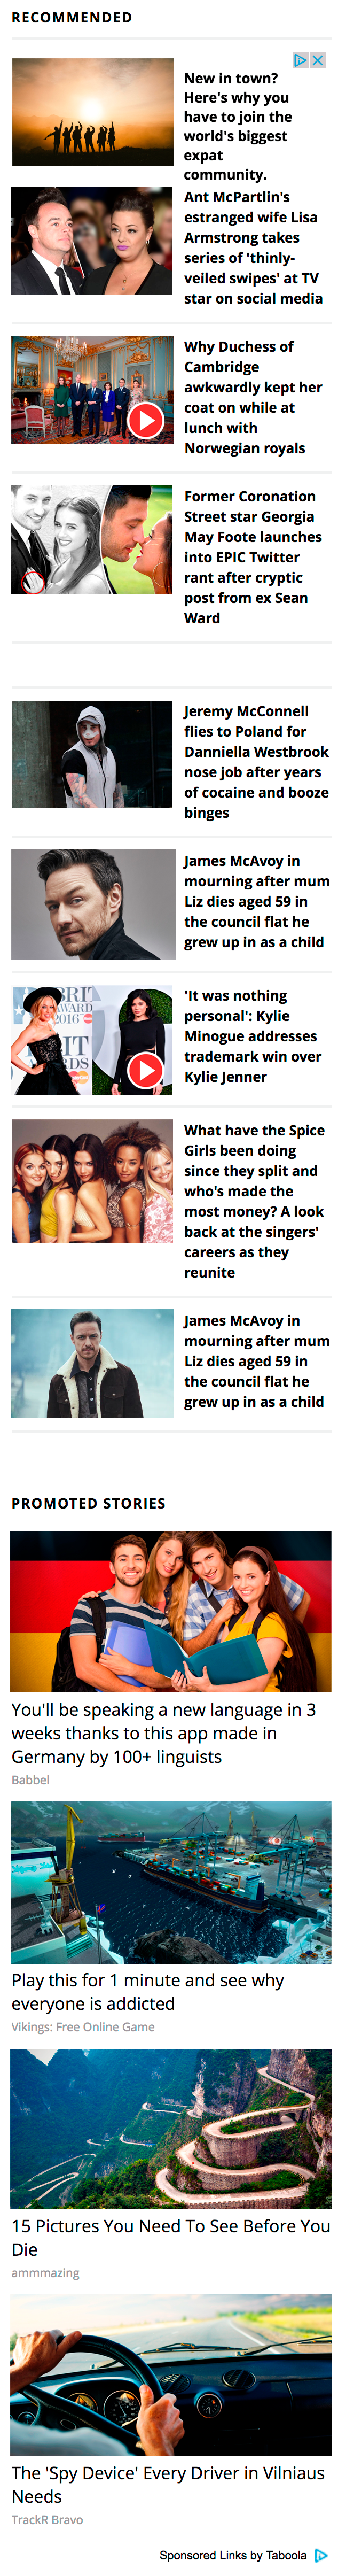 RECOMMENDED
New in town?
Here's why you
have to join the
world's biggest
expat
community.
Ant McPartlin's
estranged wife Lisa
Armstrong takes
series of 'thinly-
veiled swipes' at TV
star on social media
Why Duchess of
Cambridge
awkwardly kept her
coat on while at
lunch with
Norwegian royals
Former Coronation
Street star Georgia
May Foote launches
into EPIC Twitter
rant after cryptic
post from ex Sean
Ward
Jeremy McConnell
flies to Poland for
Danniella Westbrook
nose job after years
of cocaine and booze
binges
James McAvoy in
mourning after mum
Liz dies aged 59 in
the council flat he
grew up in as a child
'It was nothing
personal': Kylie
Minogue addresses
trademark win over
Kylie Jenner
What have the Spice
Girls been doing
since they split and
who's made the
most money? A look
back at the singers'
careers as they
reunite
James McAvoy in
mourning after mum
Liz dies aged 59 in
the council flat he
grew up in as a child
PROMOTED STORIES
You'll be speaking a new language in 3
weeks thanks to this app made in
Germany by 100+ linguists
Babbel
Play this for 1 minute and see why
everyone is addicted
Vikings: Free Online Game
15 Pictures You Need To See Before You
Die
ammmazing
The 'Spy Device' Every Driver in Vilniaus
Needs
TrackR Bravo
Sponsored Links by Taboola